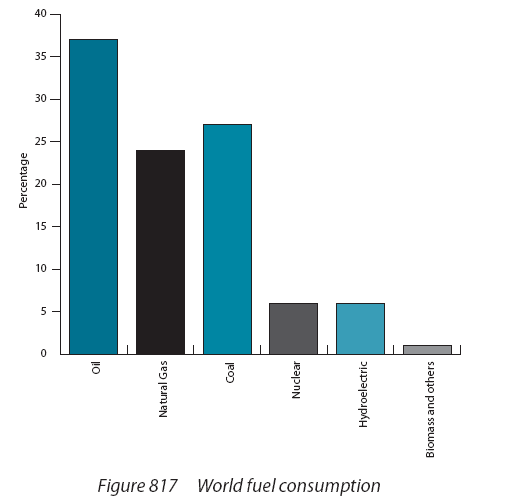 40
35
30
25
20
15
10
5
0
Percentage
Oil
Natural Gas
Coal
Nuclear
Hydroelectric
Biomass and others
Figure 817 World fuel consumption